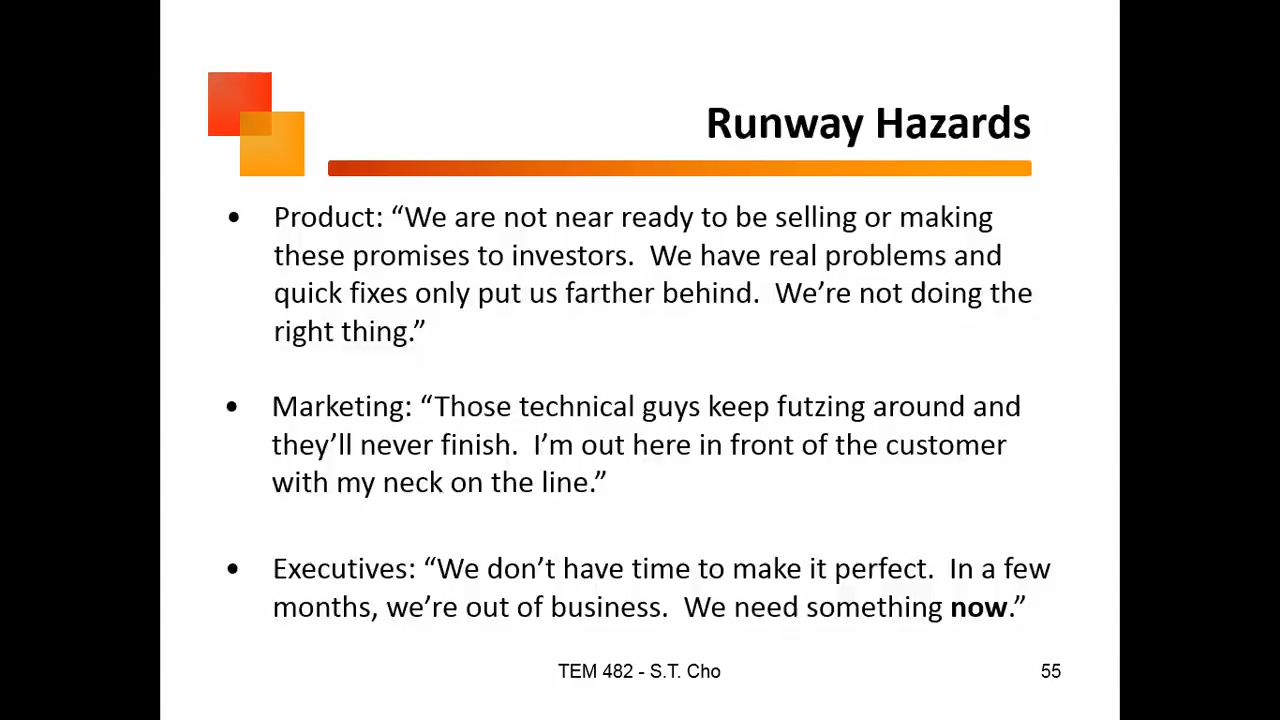 Runway Hazards
• Product: “We are not near ready to be selling or making
these promises to investors.  We have real problems and
quick fixes only put us farther behind.  We’re not doing the
right thing.”
• Marketing: “Those technical guys keep futzing around and
they’ll never finish.  I’m out here in front of the customer
with my neck on the line.”
• Executives: “We don’t have time to make it perfect.  In a few
months, we’re out of business.  We need something now.”
TEM 482 - S.T. Cho
55